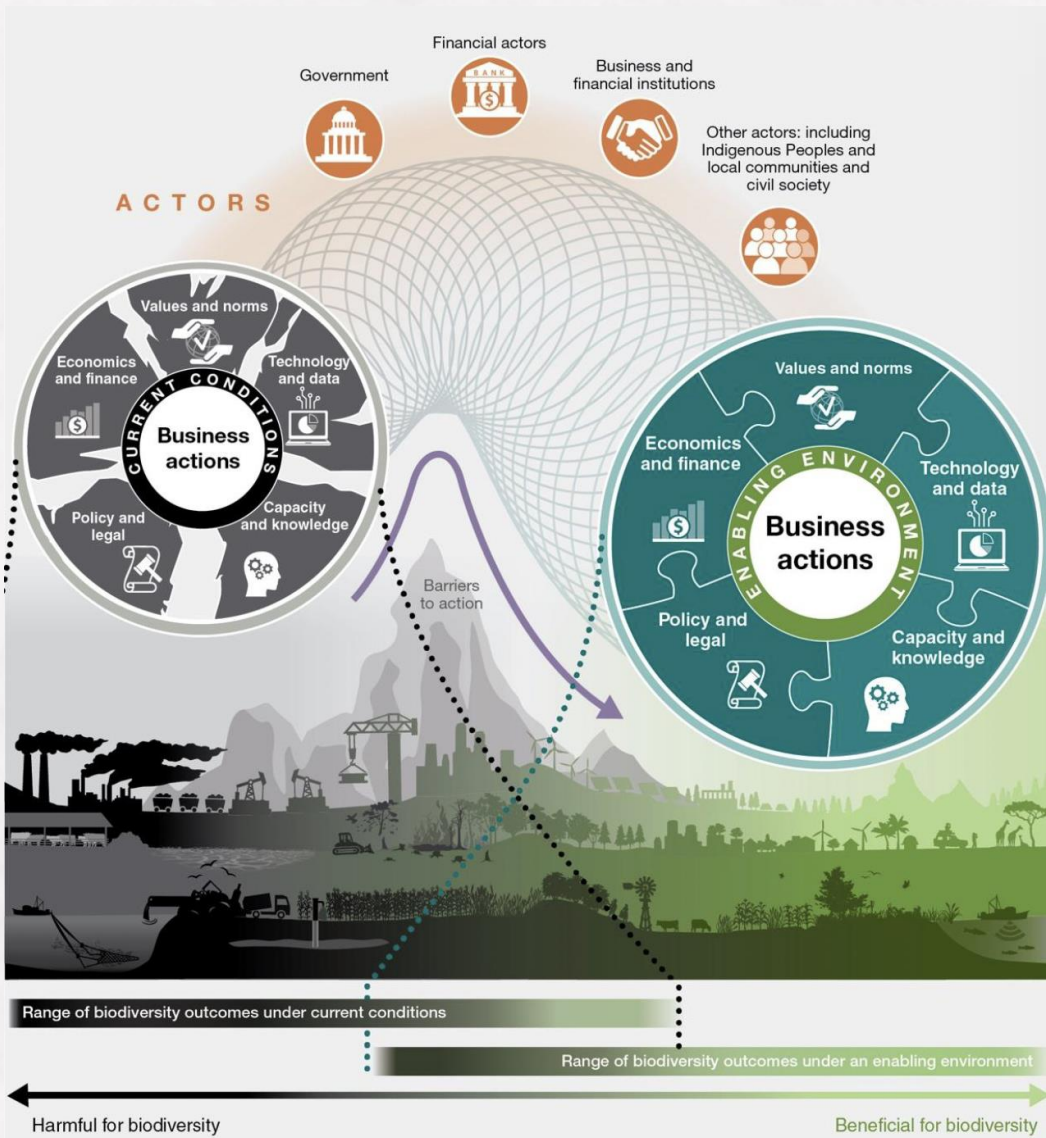 Financial actors
Government
BANK
$
Business and
financial institutions
Other actors: including
Indigenous Peoples and
local communities and
civil society
ACTORS
Values and norms
Economics
and finance
$
Technology
and data
CURRENT CONDITIONS
Business
actions
Policy and
legal
Capacity
and knowledge
Barriers
to action
Values and norms
Economics
and finance
$
Technology
and data
ENABLING ENVIRONMENT
Business
actions
Policy and
legal
Capacity and
knowledge
Range of biodiversity outcomes under current conditions
Range of biodiversity outcomes under an enabling environment
Harmful for biodiversity
Beneficial for biodiversity